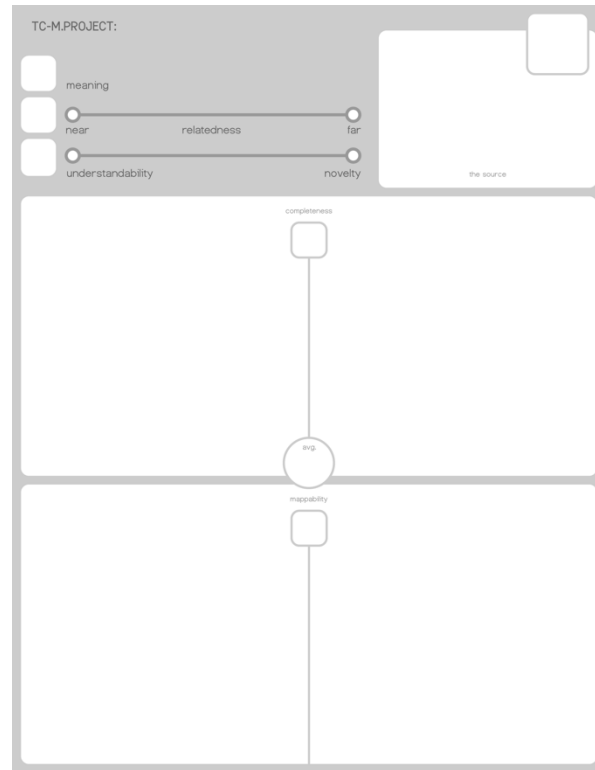 TC-M.PROJECT:
meaning
near relatedness far
understandability novelty
the source
completeness
avg.
mappability